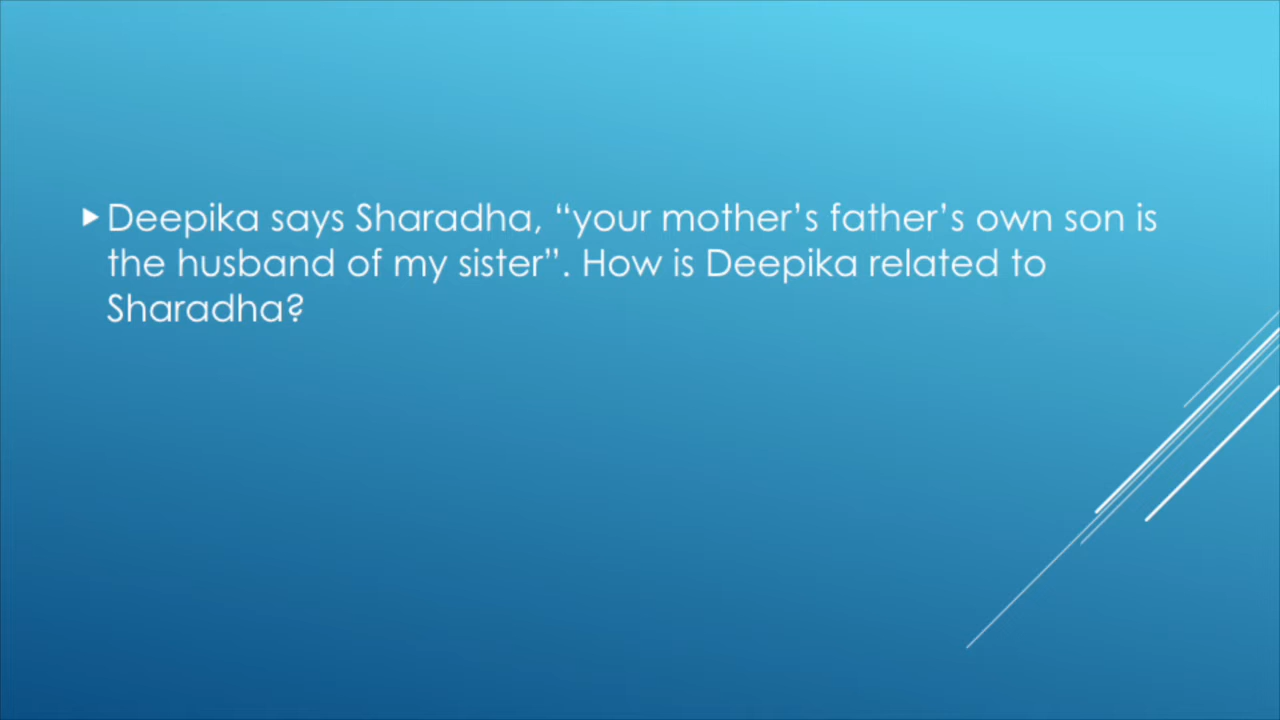 Deepika says Sharadha, “your mother’s father’s own son is
the husband of my sister”. How is Deepika related to
Sharadha?